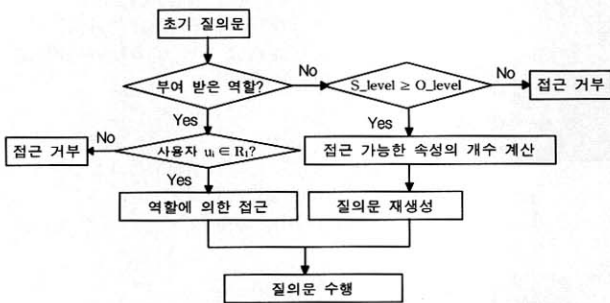 초기 질의문
부여 받은 역할?
No
S_level ≥ O_level
No
접근 거부
Yes
Yes
접근 거부
No
사용자 uᵢ ∈ R₁?
접근 가능한 속성의 개수 계산
Yes
역할에 의한 접근
질의문 재생성
질의문 수행